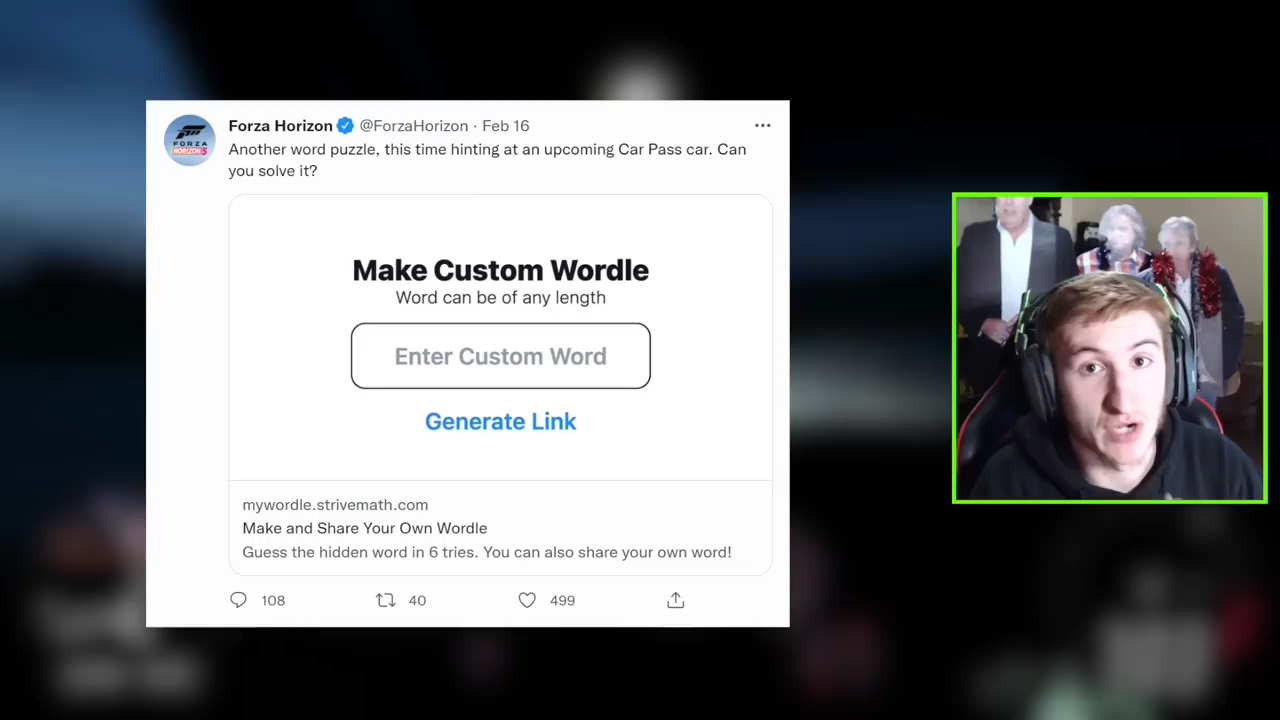 Forza Horizon @ForzaHorizon · Feb 16
FORZA
HORIZON 5
Another word puzzle, this time hinting at an upcoming Car Pass car. Can
you solve it?
Make Custom Wordle
Word can be of any length
Enter Custom Word
Generate Link
mywordle.strivemath.com
Make and Share Your Own Wordle
Guess the hidden word in 6 tries. You can also share your own word!
108 40 499